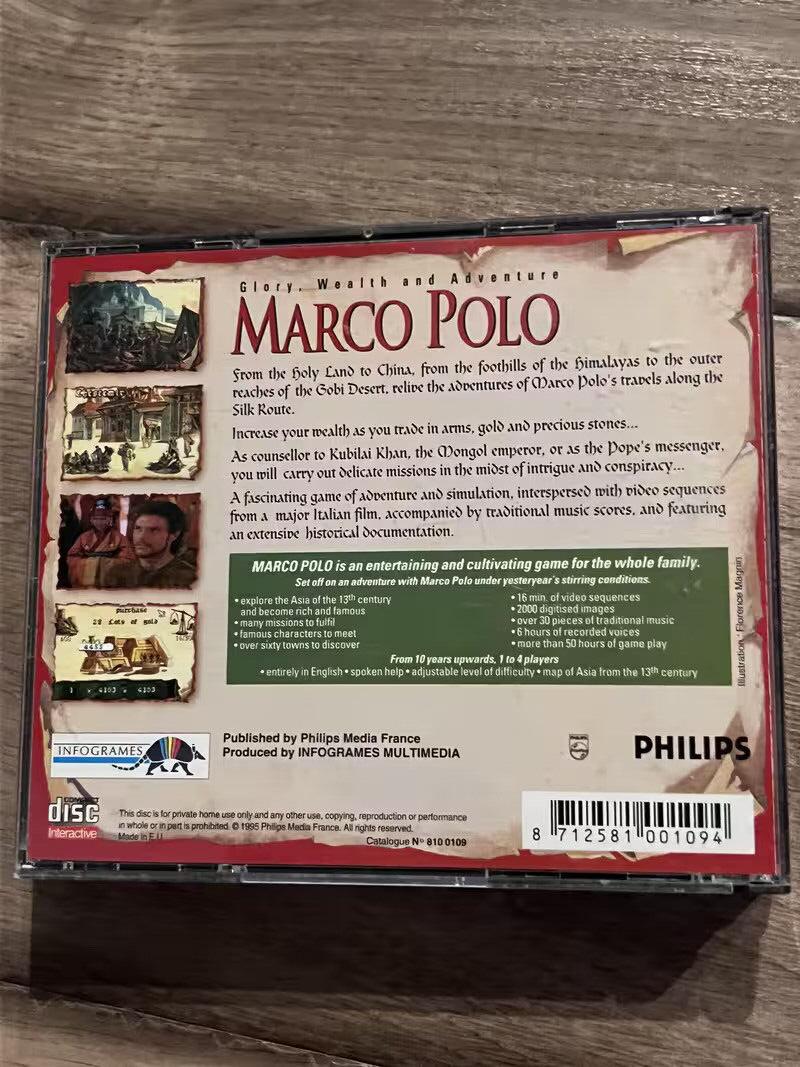 Glory, Wealth and Adventure
MARCO POLO
From the Holy Land to China, from the foothills of the Himalayas to the outer
reaches of the Gobi Desert, relive the adventures of Marco Polo's travels along the
Silk Route.
Increase your wealth as you trade in arms, gold and precious stones...
As counsellor to Kubilai Khan, the Mongol emperor, or as the Pope's messenger,
you will carry out delicate missions in the midst of intrigue and conspiracy...
A fascinating game of adventure and simulation, interspersed with video sequences
from a major Italian film, accompanied by traditional music scores, and featuring
an extensive historical documentation.
MARCO POLO is an entertaining and cultivating game for the whole family.
Set off on an adventure with Marco Polo under yesteryear's stirring conditions.
• explore the Asia of the 13th century
and become rich and famous
• many missions to fulfil
• famous characters to meet
• over sixty towns to discover
• 16 min. of video sequences
• 2000 digitised images
• over 30 pieces of traditional music
• 6 hours of recorded voices
• more than 50 hours of game play
From 10 years upwards, 1 to 4 players
• entirely in English • spoken help • adjustable level of difficulty • map of Asia from the 13th century
Illustration : Florence Magnin
purchase
28 Lots of gold
4455
1 x 4103 = 4103
INFOGRAMES
Published by Philips Media France
Produced by INFOGRAMES MULTIMEDIA
PHILIPS
PHILIPS
COMPACT
disc
Interactive
This disc is for private home use only and any other use, copying, reproduction or performance
in whole or in part is prohibited. © 1995 Philips Media France. All rights reserved.
Made in E.U.
Catalogue N° 810 0109
8 712581 001094